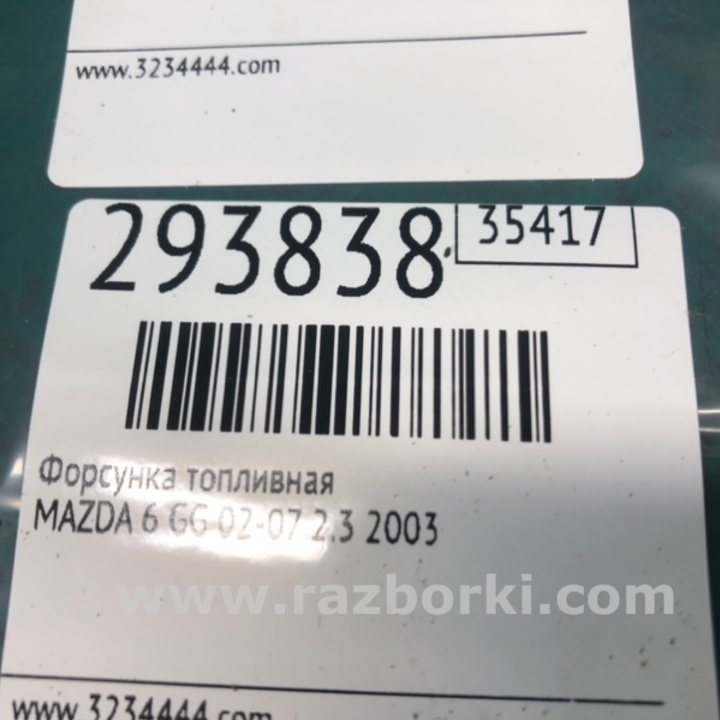 www.3234444.com
293838
35417
Форсунка топливная
MAZDA 6 GG 02-07 2.3 2003
www.razborki.com
www.3234444.com